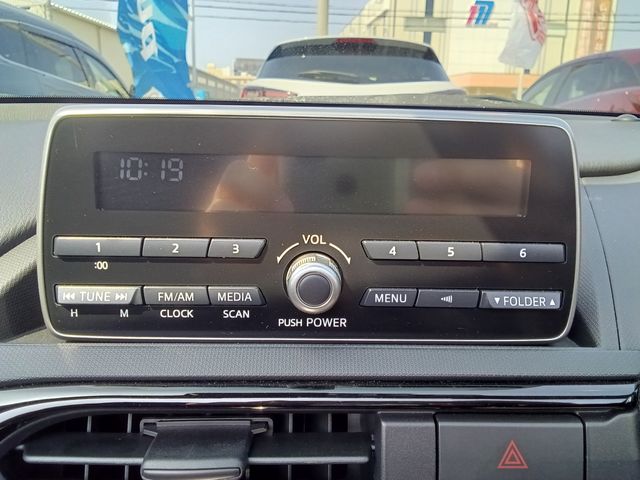 10:19
1 2 3 VOL 4 5 6
:00
TUNE FM/AM MEDIA MENU FOLDER
H M CLOCK SCAN PUSH POWER